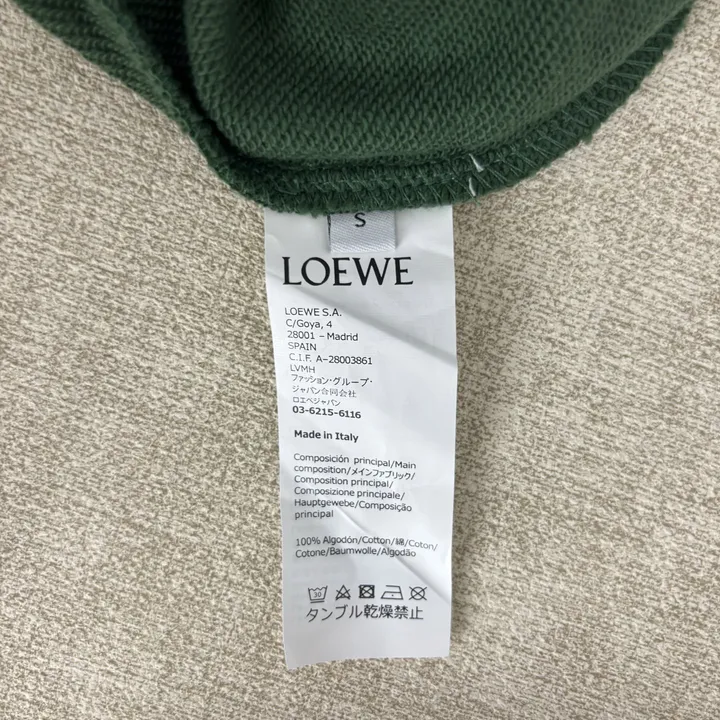 S
LOEWE
LOEWE S.A.
C/Goya, 4
28001 – Madrid
SPAIN
C.I.F. A–28003861
LVMH
ファッション・グループ・
ジャパン合同会社
ロエベジャパン
03-6215-6116
Made in Italy
Composición principal/Main
composition/メインファブリック/
Composition principal/
Composizione principale/
Hauptgewebe/Composição
principal
100% Algodón/Cotton/綿/Coton/
Cotone/Baumwolle/Algodão
30
タンブル乾燥禁止